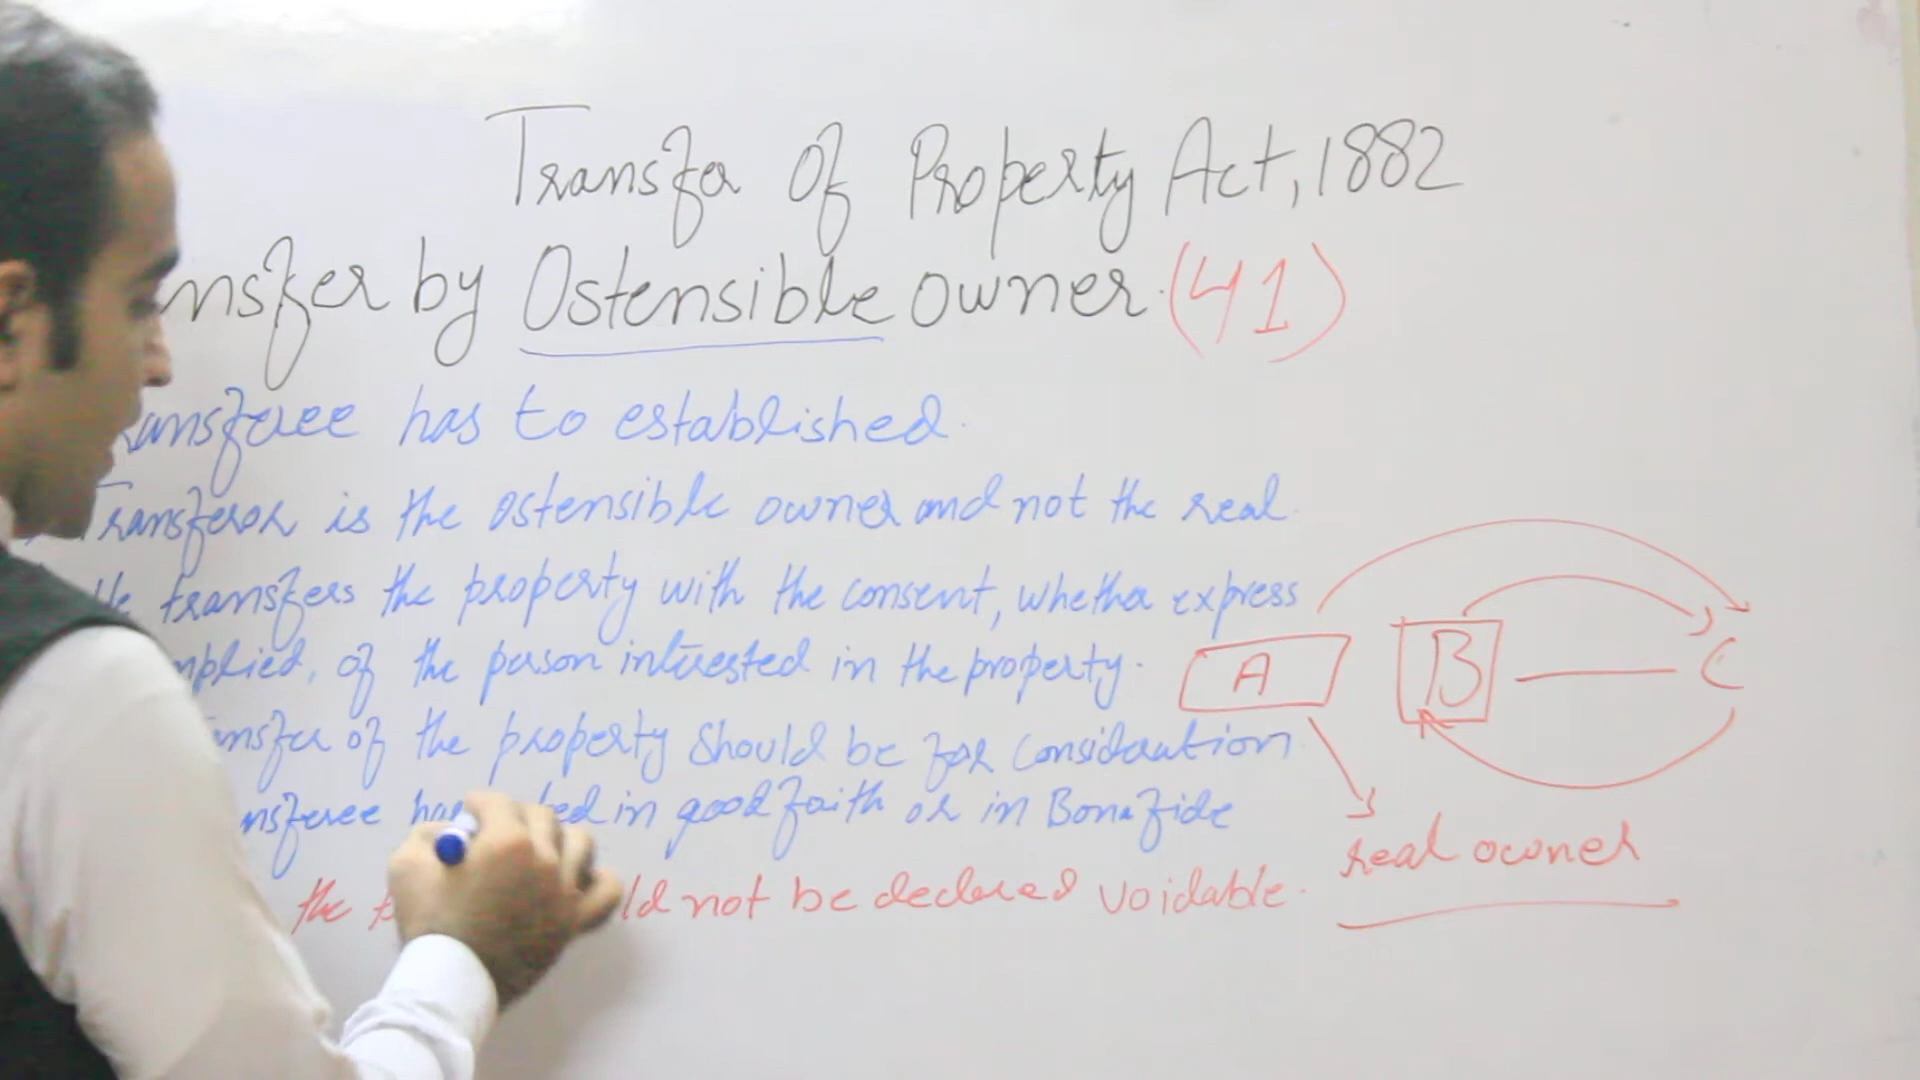 Transfer Of Property Act, 1882
nsfer by Ostensible owner. (41)
ansferee has to established.
Transferor is the ostensible owner and not the real
He transfers the property with the consent, whether express
mplied, of the person interested in the property.
ansfer of the property should be for consideration
nsferee has in good faith or in Bonafide
the ld not be declared voidable.
A B C
real owner